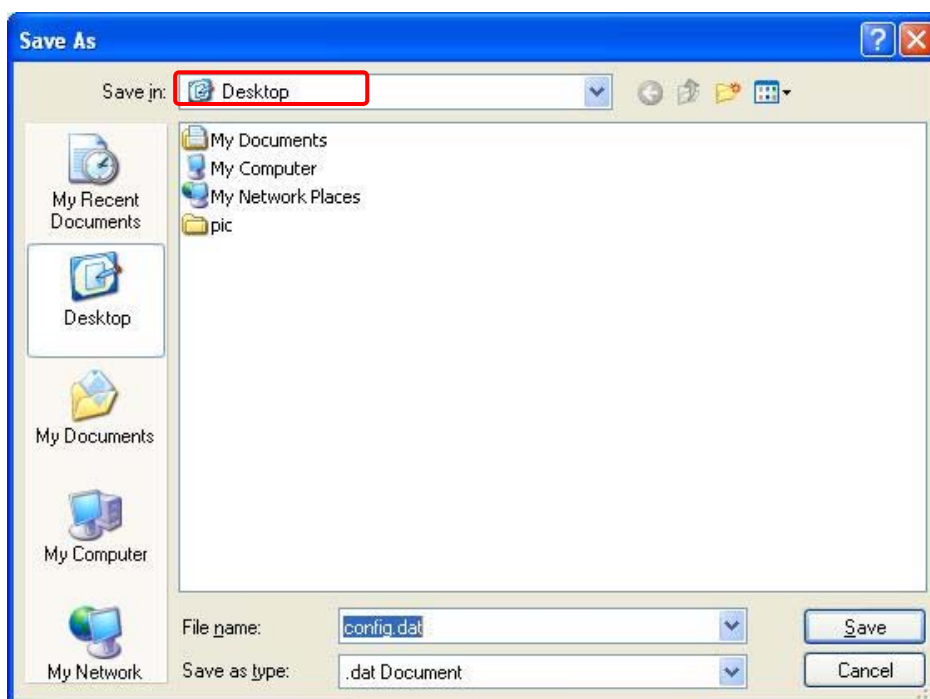 Save As
Save in:
Desktop
My Recent
Documents
Desktop
My Documents
My Computer
My Network
My Documents
My Computer
My Network Places
pic
File name:
config.dat
Save
Save as type:
.dat Document
Cancel